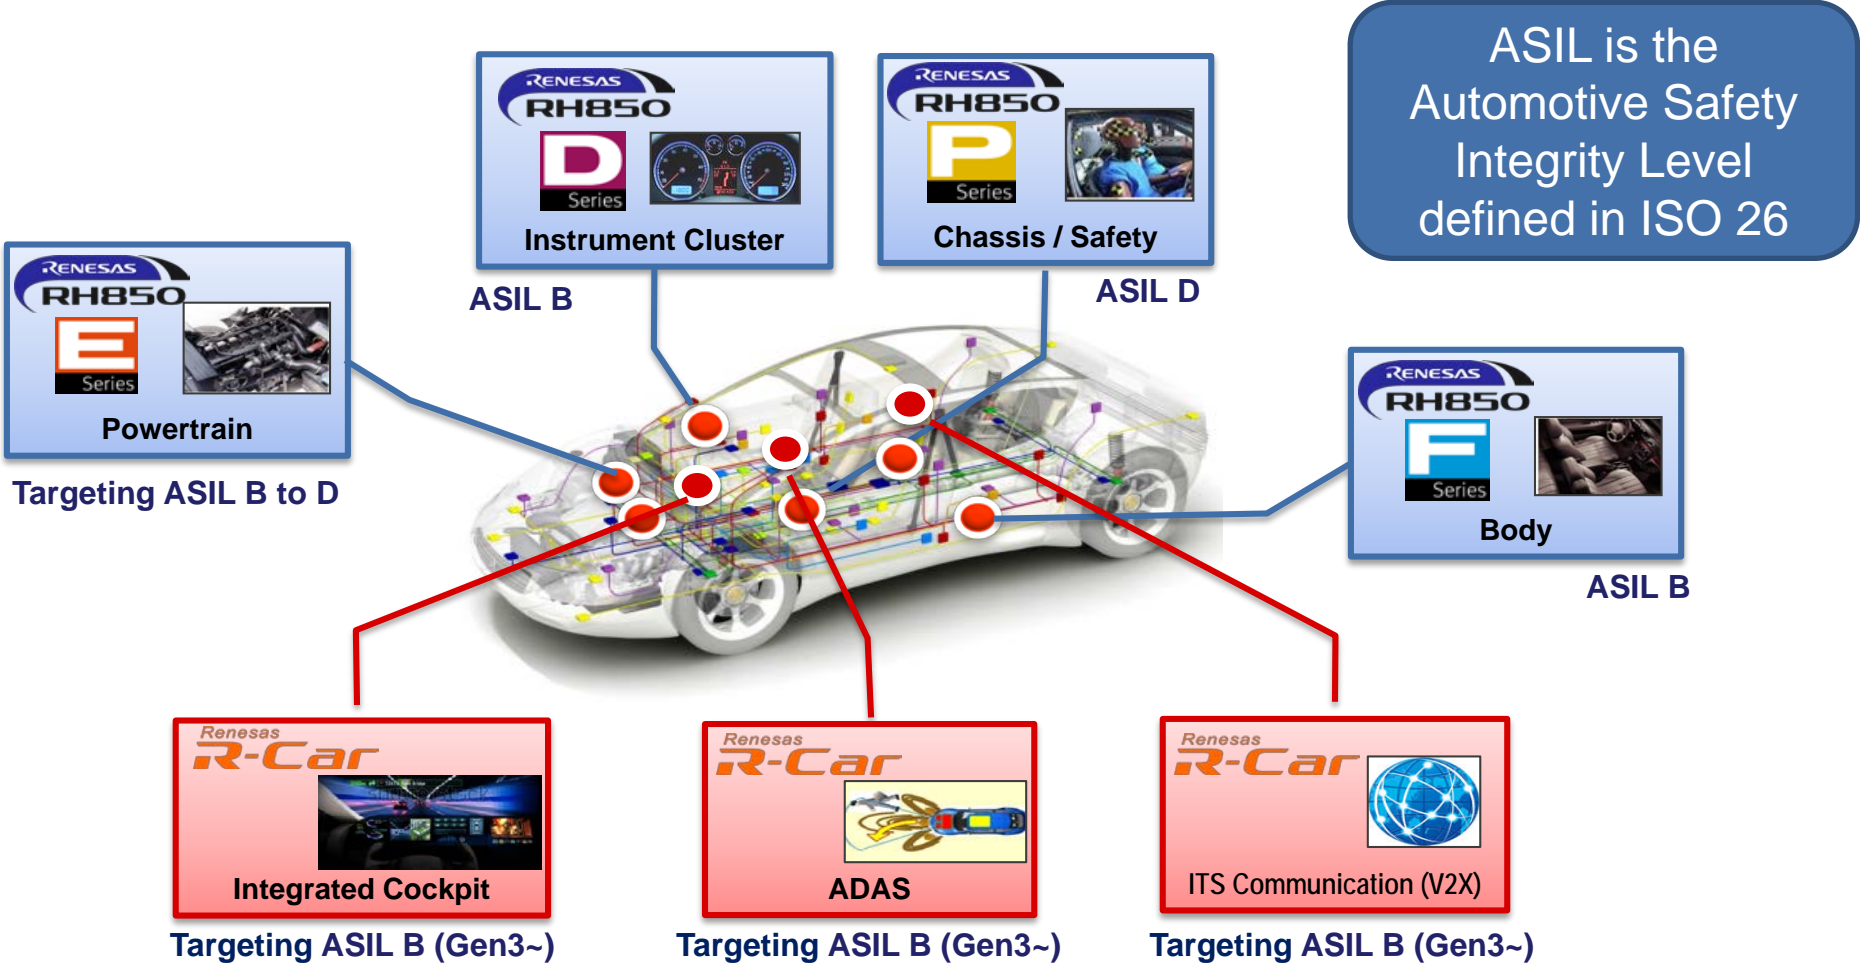 ASIL is the
Automotive Safety
Integrity Level
defined in ISO 26
RENESAS
RH850
D
Series
Instrument Cluster
ASIL B
RENESAS
RH850
P
Series
Chassis / Safety
ASIL D
RENESAS
RH850
E
Series
Powertrain
Targeting ASIL B to D
RENESAS
RH850
F
Series
Body
ASIL B
Renesas
R-Car
Integrated Cockpit
Targeting ASIL B (Gen3~)
Renesas
R-Car
ADAS
Targeting ASIL B (Gen3~)
Renesas
R-Car
ITS Communication (V2X)
Targeting ASIL B (Gen3~)